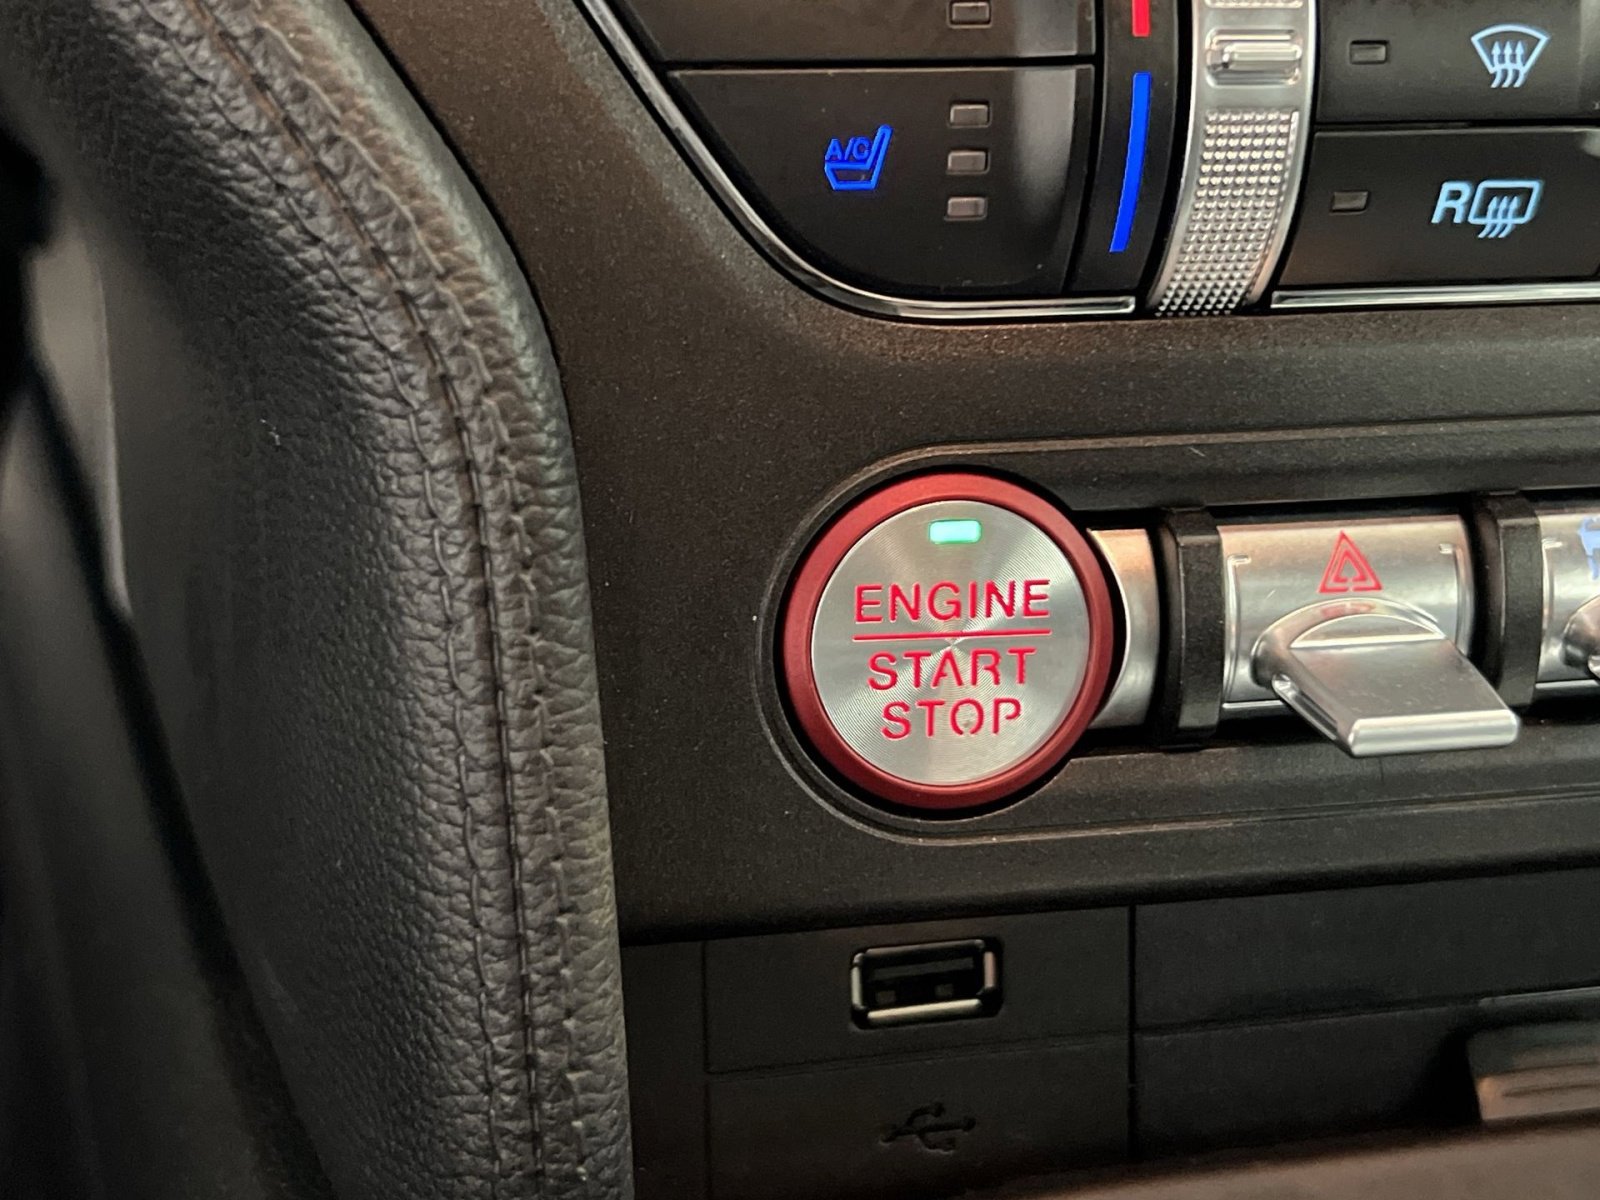 A/C
R
ENGINE
START
STOP